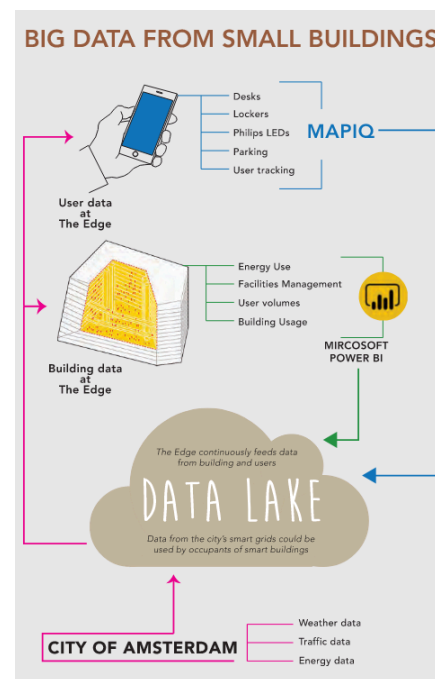 BIG DATA FROM SMALL BUILDINGS
Desks
Lockers
Philips LEDs
Parking
User tracking
MAPIQ
User data
at
The Edge
Energy Use
Facilities Management
User volumes
Building Usage
MIRCOSOFT
POWER BI
Building data
at
The Edge
The Edge continuously feeds data
from building and users
DATA LAKE
Data from the city's smart grids could be
used by occupants of smart buildings
CITY OF AMSTERDAM
Weather data
Traffic data
Energy data